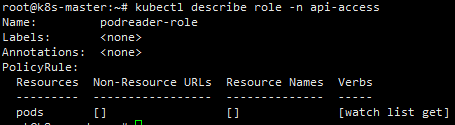 root@k8s-master:~# kubectl describe role -n api-access
Name:         podreader-role
Labels:       <none>
Annotations:  <none>
PolicyRule:
  Resources  Non-Resource URLs  Resource Names  Verbs
  ---------  -----------------  --------------  -----
  pods       []                 []              [watch list get]